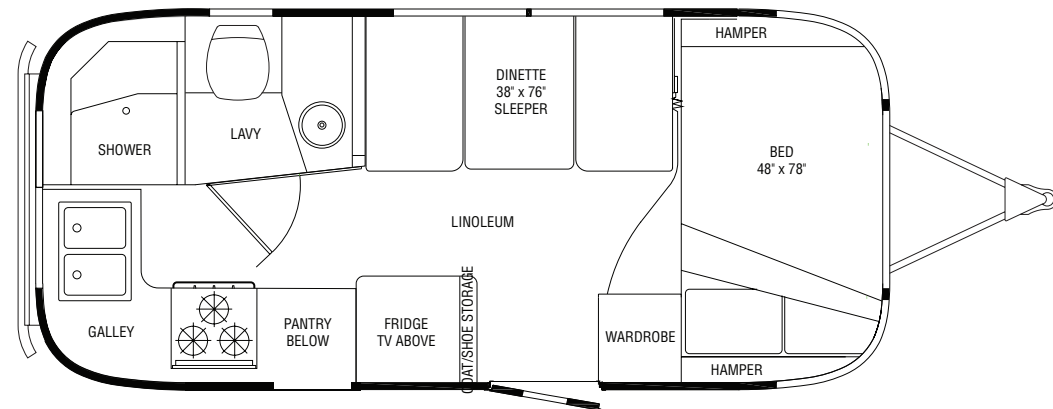 HAMPER
DINETTE
38" x 76"
SLEEPER
LAVY
SHOWER
BED
48" x 78"
LINOLEUM
COAT/SHOE STORAGE
GALLEY
PANTRY
BELOW
FRIDGE
TV ABOVE
WARDROBE
HAMPER